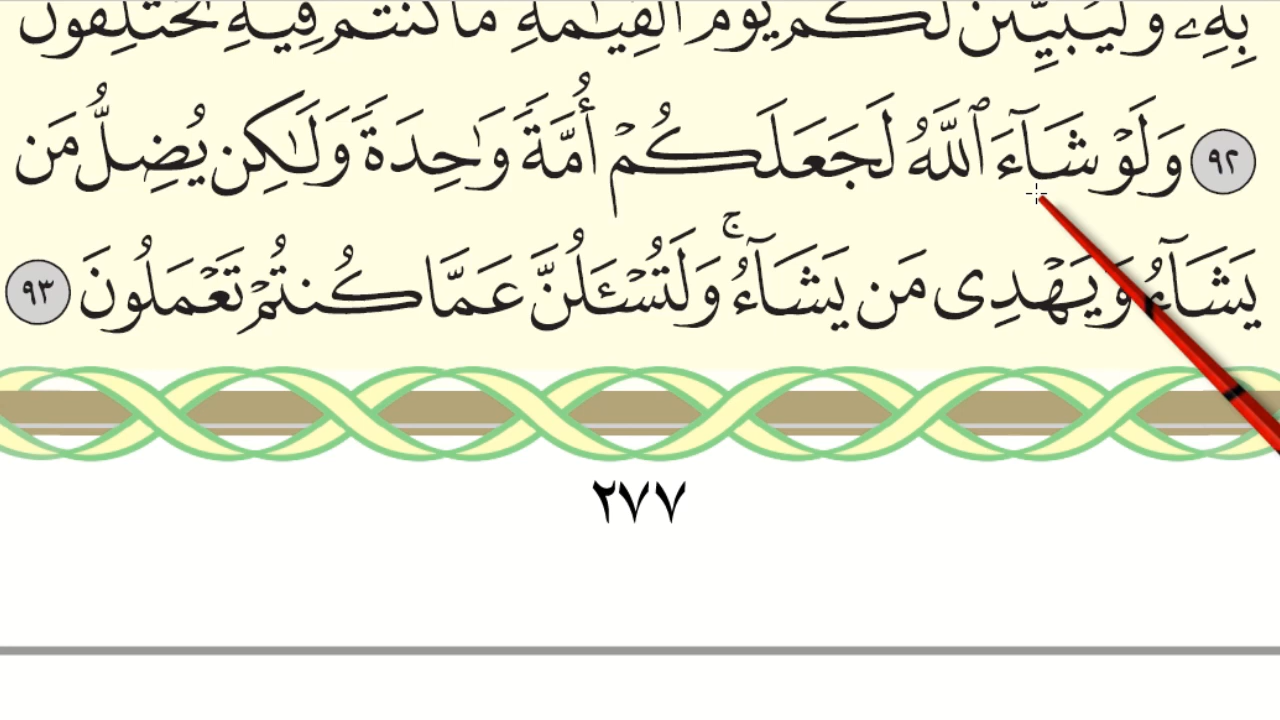 بِهِۦ وَلَيُبَيِّنَنَّ لَكُمْ يَوْمَ ٱلْقِيَـٰمَةِ مَا كُنتُمْ فِيهِ تَخْتَلِفُونَ
٩٢ وَلَوْ شَآءَ ٱللَّهُ لَجَعَلَكُمْ أُمَّةً وَٰحِدَةً وَلَـٰكِن يُضِلُّ مَن
يَشَآءُ وَيَهْدِى مَن يَشَآءُ ۚ وَلَتُسْـَٔلُنَّ عَمَّا كُنتُمْ تَعْمَلُونَ ٩٣
٢٧٧